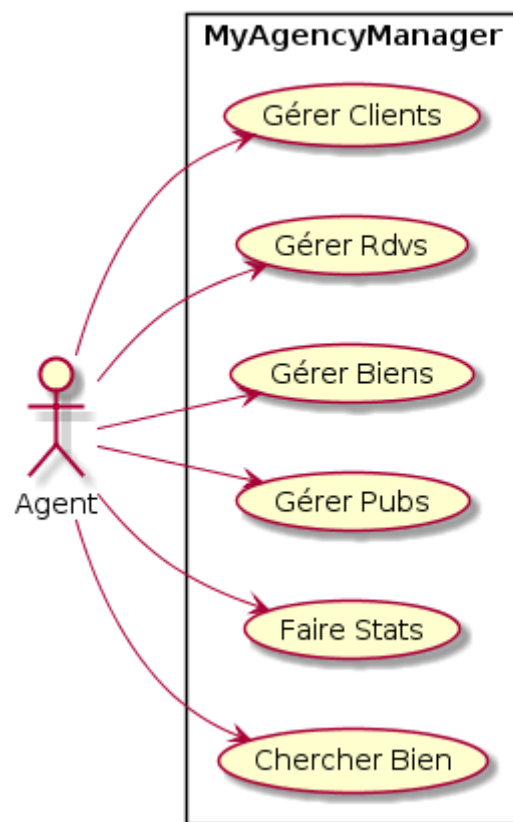 MyAgencyManager
Gérer Clients
Gérer Rdvs
Gérer Biens
Gérer Pubs
Agent
Faire Stats
Chercher Bien